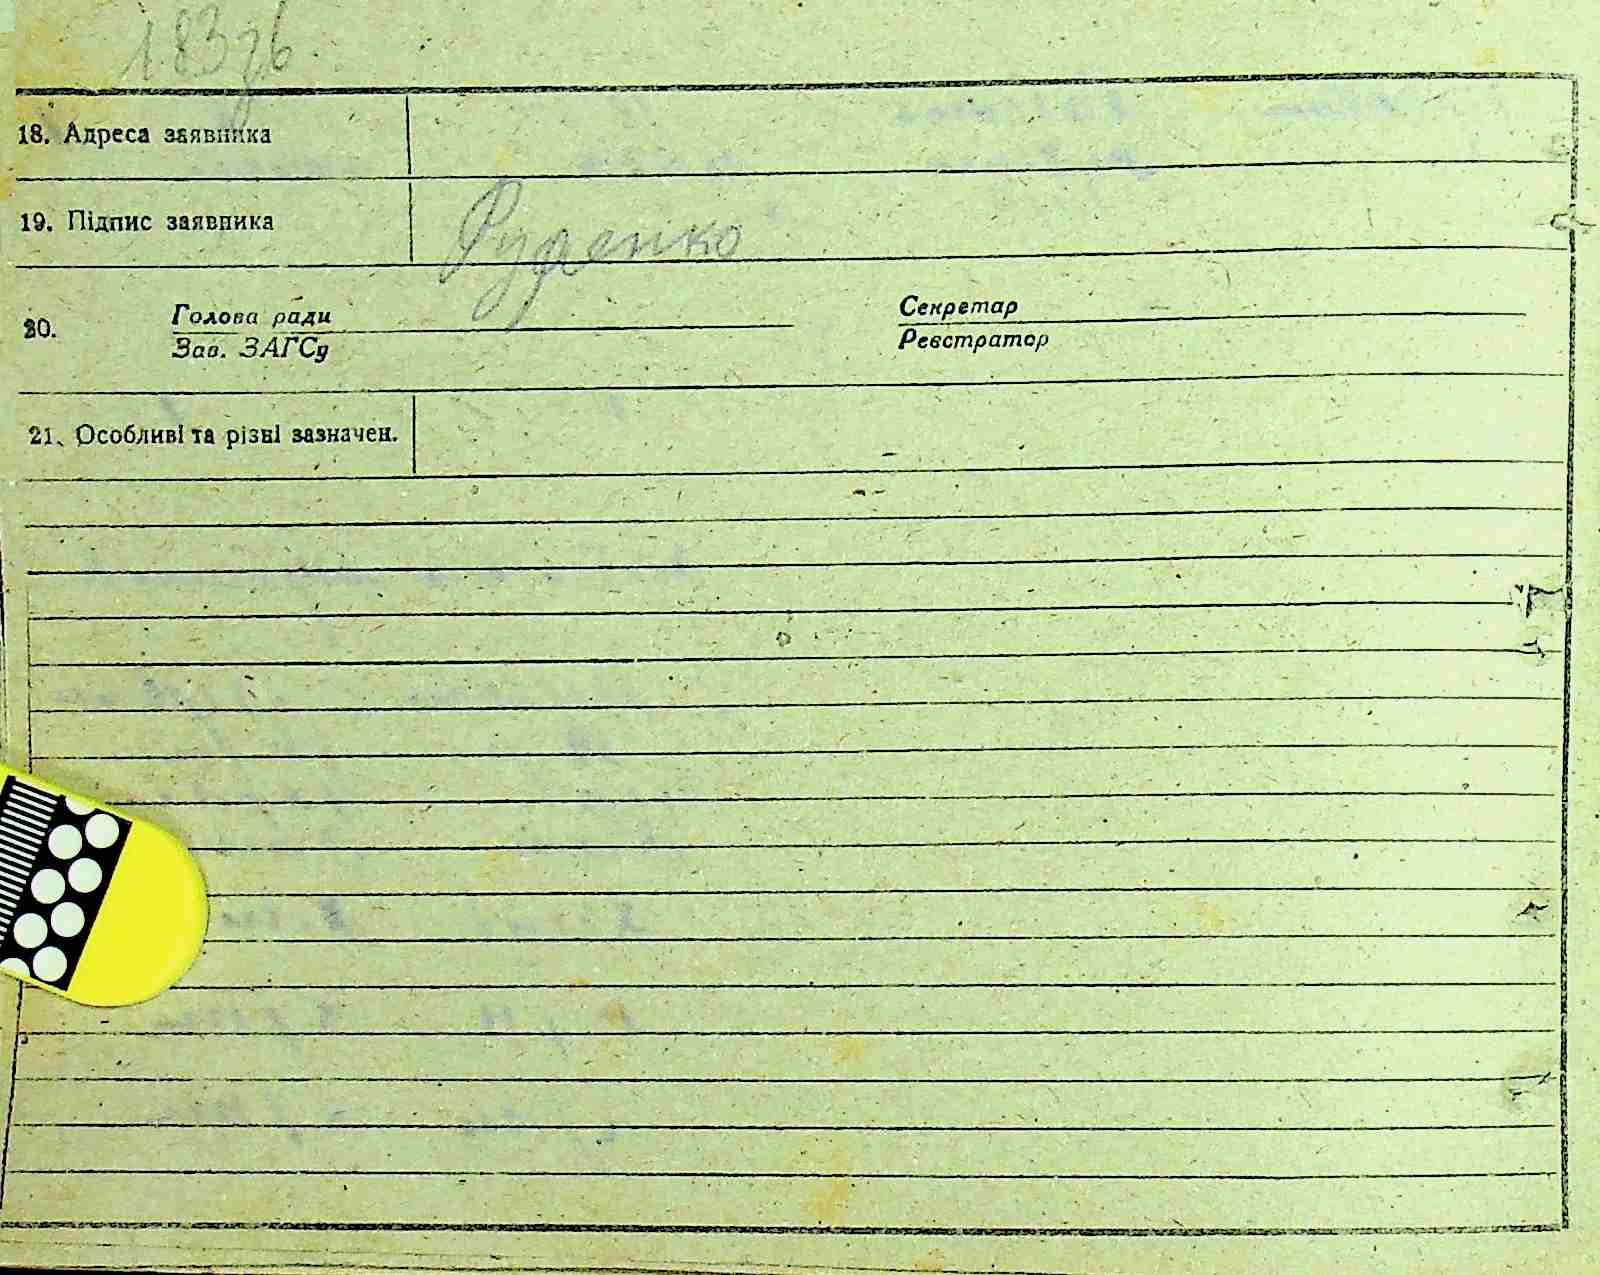 183зв
18. Адреса заявника
19. Підпис заявника Руденко
20. Голова ради Секретар
Зав. ЗАГСу Реєстратор
21. Особливі та різні зазначен.